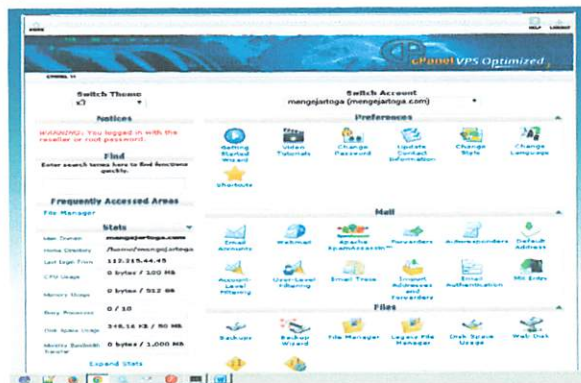 HOME
HELP
LOGOUT
cPanel VPS Optimized
CPANEL 11
Switch Theme
x3
Switch Account
mangejartoga (mengejartoga.com)
Notices
WARNING: You logged in with the
reseller or root password.
Find
Enter search terms here to find functions
quickly.
Frequently Accessed Areas
File Manager
Stats
Main Domain mangejartoga.com
Home Directory /home/mangejartoga
Last login from 112.215.44.45
CPU Usage 0 bytes / 100 MB
Memory Usage 0 bytes / 512 MB
Entry Processes 0 / 10
Disk Space Usage 348.16 KB / 50 MB
Monthly Bandwidth
Transfer 0 bytes / 1,000 MB
Expand Stats
Preferences
Getting
Started
Wizard
Video
Tutorials
Change
Password
Update
Contact
Information
Change
Style
Change
Language
Shortcuts
Mail
Email
Accounts
Webmail
Apache
SpamAssassin™
Forwarders
Autoresponders
Default
Address
Account-
Level
Filtering
User-Level
Filtering
Email Trace
Import
Addresses
and
Forwarders
Email
Authentication
MX Entry
Files
Backups
Backup
Wizard
File Manager
Legacy File
Manager
Disk Space
Usage
Web Disk